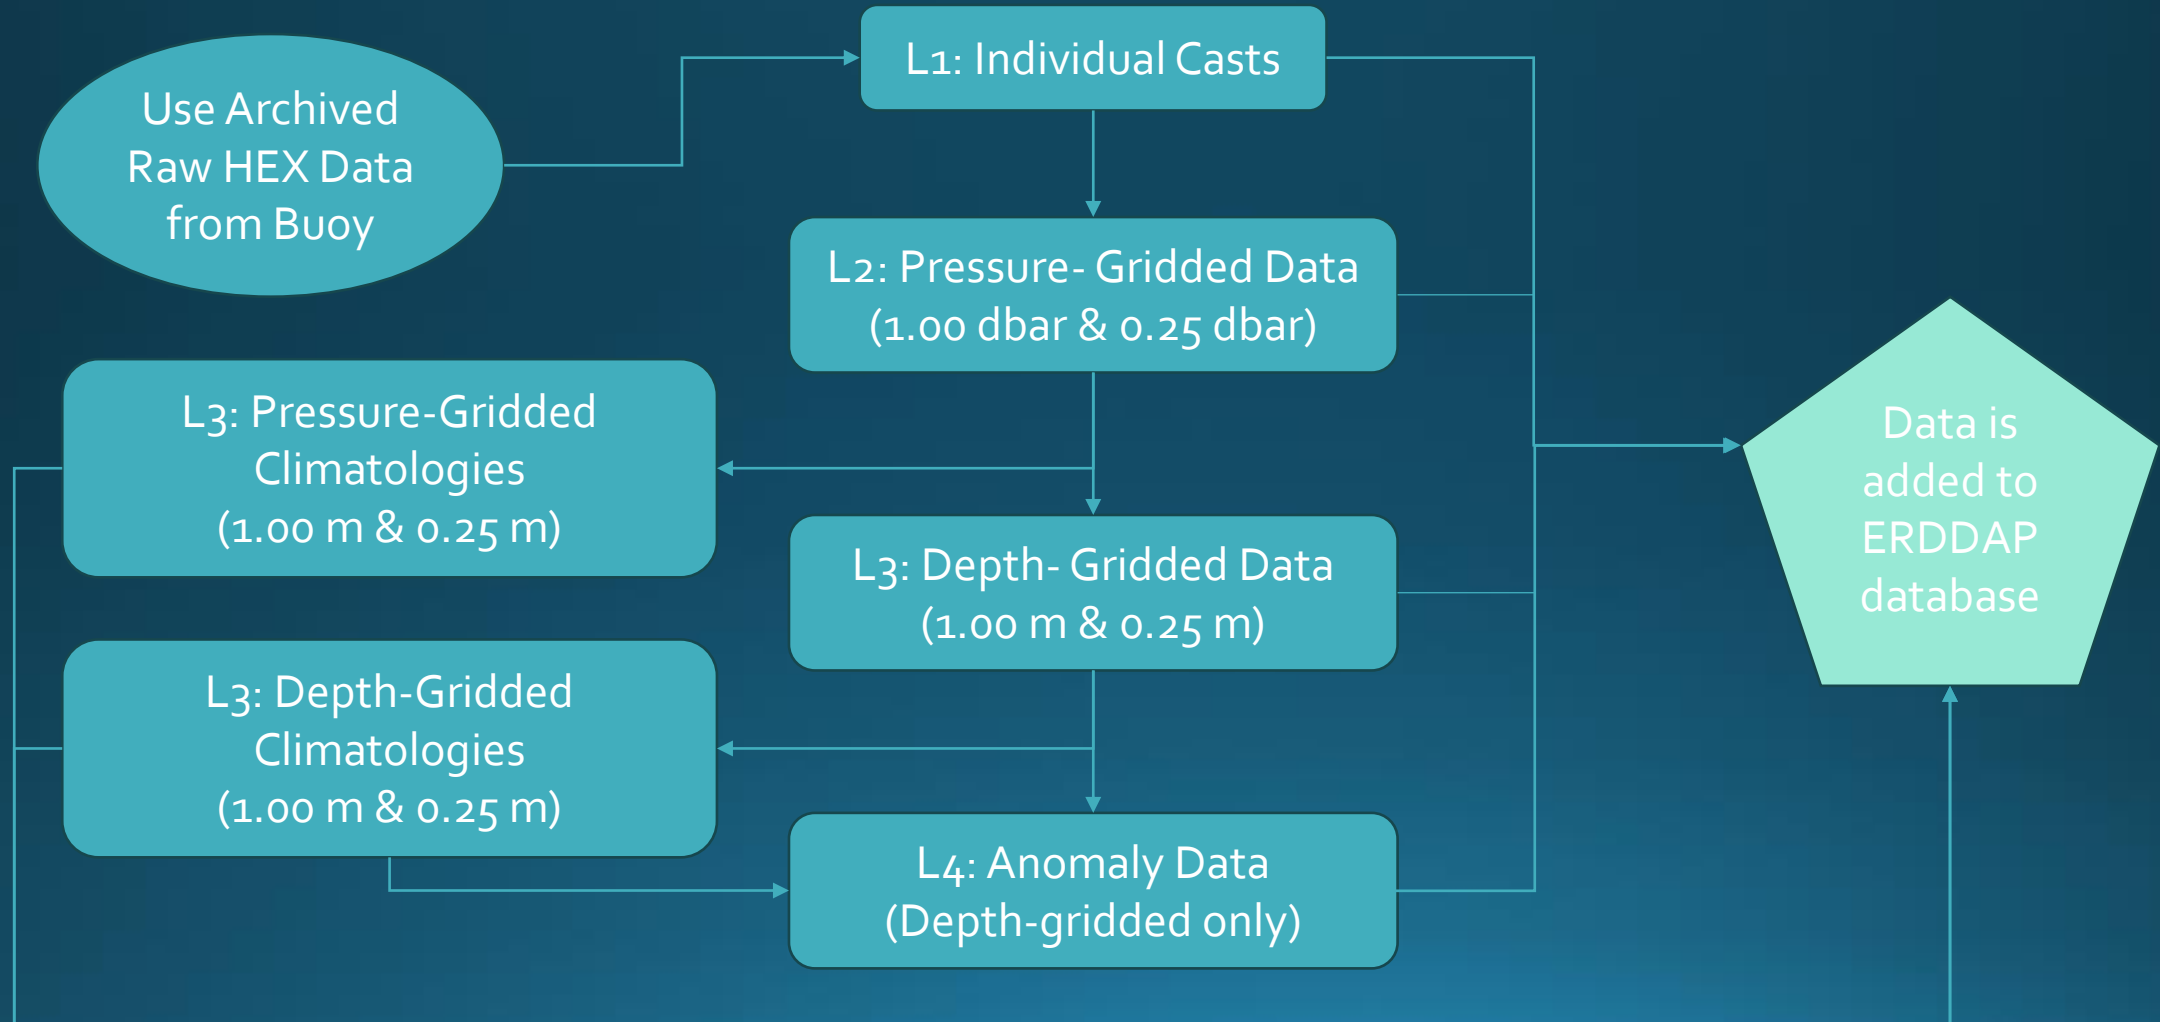 Use Archived
Raw HEX Data
from Buoy
L1: Individual Casts
L2: Pressure- Gridded Data
(1.00 dbar & 0.25 dbar)
L3: Pressure-Gridded
Climatologies
(1.00 m & 0.25 m)
L3: Depth- Gridded Data
(1.00 m & 0.25 m)
L3: Depth-Gridded
Climatologies
(1.00 m & 0.25 m)
L4: Anomaly Data
(Depth-gridded only)
Data is
added to
ERDDAP
database